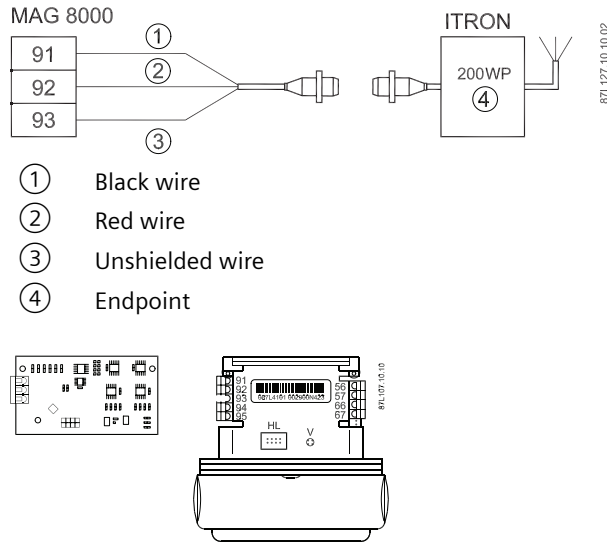 MAG 8000
ITRON
91
92
93
1
2
3
200WP
4
87L127.10.10.02
1 Black wire
2 Red wire
3 Unshielded wire
4 Endpoint
91
92
93
94
95
56
57
66
67
HL
V
87L107.10.10